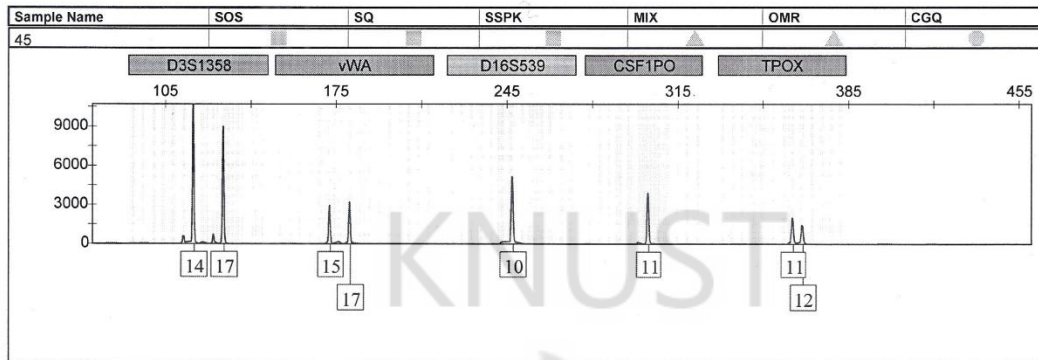 Sample Name SOS SQ SSPK MIX OMR CGQ
45
D3S1358 vWA D16S539 CSF1PO TPOX
105 175 245 315 385 455
9000
6000
3000
0
14 17 15 10 11 11
17 12
KNUST